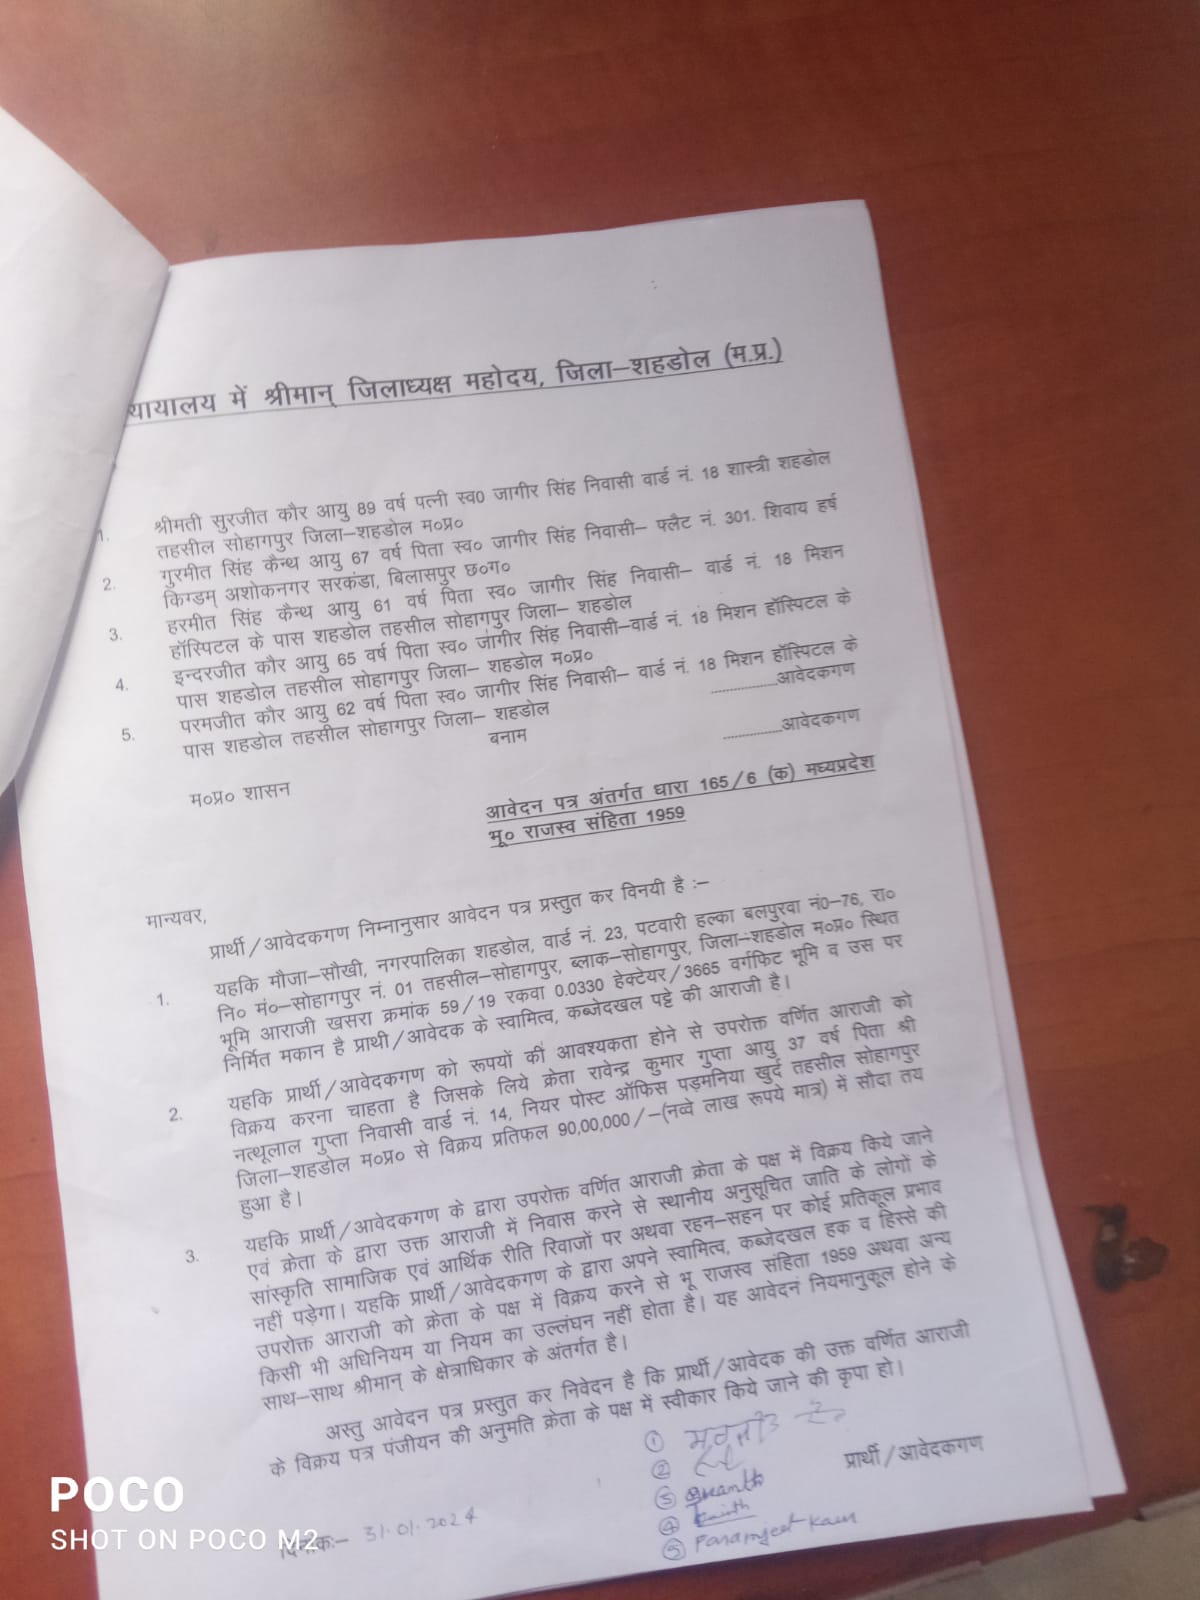 यायालय में श्रीमान् जिलाध्यक्ष महोदय, जिला–शहडोल (म.प्र.)
1. श्रीमती सुरजीत कौर आयु 89 वर्ष पत्नी स्व0 जागीर सिंह निवासी वार्ड नं. 18 शास्त्री शहडोल
तहसील सोहागपुर जिला–शहडोल म०प्र०
2. गुरमीत सिंह कैन्थ आयु 67 वर्ष पिता स्व० जागीर सिंह निवासी– फ्लैट नं. 301. शिवाय हर्ष
किग्डम् अशोकनगर सरकंडा, बिलासपुर छ०ग०
3. हरमीत सिंह कैन्थ आयु 61 वर्ष पिता स्व० जागीर सिंह निवासी– वार्ड नं. 18 मिशन
हॉस्पिटल के पास शहडोल तहसील सोहागपुर जिला– शहडोल
4. इन्दरजीत कौर आयु 65 वर्ष पिता स्व० जागीर सिंह निवासी–वार्ड नं. 18 मिशन हॉस्पिटल के
पास शहडोल तहसील सोहागपुर जिला– शहडोल म०प्र०
5. परमजीत कौर आयु 62 वर्ष पिता स्व० जागीर सिंह निवासी– वार्ड नं. 18 मिशन हॉस्पिटल के
पास शहडोल तहसील सोहागपुर जिला– शहडोल ................आवेदकगण
बनाम
म०प्र० शासन ..............आवेदकगण
आवेदन पत्र अंतर्गत धारा 165/6 (क) मध्यप्रदेश
भू० राजस्व संहिता 1959
मान्यवर,
प्रार्थी/आवेदकगण निम्नानुसार आवेदन पत्र प्रस्तुत कर विनयी है :–
1. यहकि मौजा–सौखी, नगरपालिका शहडोल, वार्ड नं. 23, पटवारी हल्का बलपुरवा नं0–76, रा०
नि० मं०–सोहागपुर नं. 01 तहसील–सोहागपुर, ब्लाक–सोहागपुर, जिला–शहडोल म०प्र० स्थित
भूमि आराजी खसरा क्रमांक 59/19 रकवा 0.0330 हेक्टेयर/3665 वर्गफिट भूमि व उस पर
निर्मित मकान है प्रार्थी/आवेदक के स्वामित्व, कब्जेदखल पट्टे की आराजी है।
2. यहकि प्रार्थी/आवेदकगण को रूपयों की आवश्यकता होने से उपरोक्त वर्णित आराजी को
विक्रय करना चाहता है जिसके लिये क्रेता रावेन्द्र कुमार गुप्ता आयु 37 वर्ष पिता श्री
नत्थूलाल गुप्ता निवासी वार्ड नं. 14, नियर पोस्ट ऑफिस पड़मनिया खुर्द तहसील सोहागपुर
जिला–शहडोल म०प्र० से विक्रय प्रतिफल 90,00,000/–(नव्वे लाख रूपये मात्र) में सौदा तय
हुआ है।
3. यहकि प्रार्थी/आवेदकगण के द्वारा उपरोक्त वर्णित आराजी क्रेता के पक्ष में विक्रय किये जाने
एवं क्रेता के द्वारा उक्त आराजी में निवास करने से स्थानीय अनुसूचित जाति के लोगों के
सांस्कृति सामाजिक एवं आर्थिक रीति रिवाजों पर अथवा रहन–सहन पर कोई प्रतिकूल प्रभाव
नहीं पड़ेगा। यहकि प्रार्थी/आवेदकगण के द्वारा अपने स्वामित्व, कब्जेदखल हक व हिस्से की
उपरोक्त आराजी को क्रेता के पक्ष में विक्रय करने से भू राजस्व संहिता 1959 अथवा अन्य
किसी भी अधिनियम या नियम का उल्लंघन नहीं होता है। यह आवेदनं नियमानुकूल होने के
साथ–साथ श्रीमान् के क्षेत्राधिकार के अंतर्गत है।
अस्तु आवेदन पत्र प्रस्तुत कर निवेदन है कि प्रार्थी/आवेदक की उक्त वर्णित आराजी
के विक्रय पत्र पंजीयन की अनुमति क्रेता के पक्ष में स्वीकार किये जाने की कृपा हो।
①
②
प्रार्थी/आवेदकगण
③
④
⑤ Paramjeet Kaur
दिनांक:– 31.01.2024
POCO
SHOT ON POCO M2